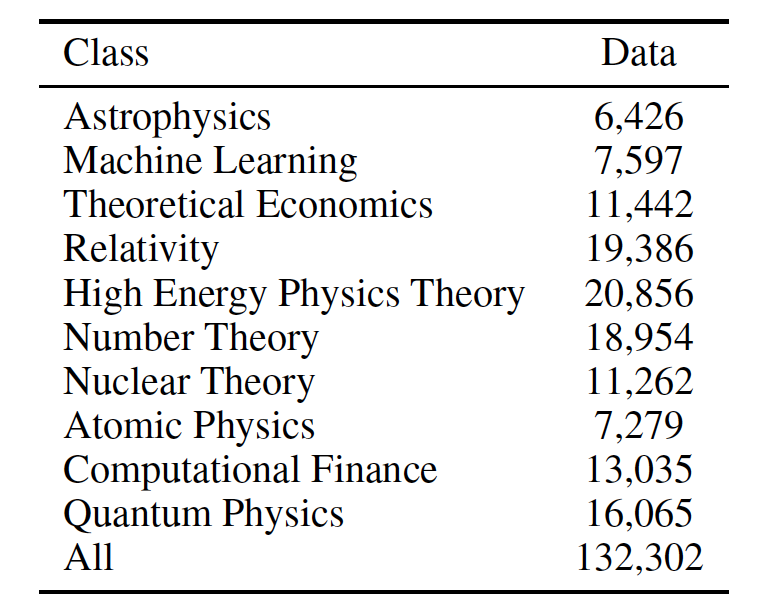 Class Data
Astrophysics 6,426
Machine Learning 7,597
Theoretical Economics 11,442
Relativity 19,386
High Energy Physics Theory 20,856
Number Theory 18,954
Nuclear Theory 11,262
Atomic Physics 7,279
Computational Finance 13,035
Quantum Physics 16,065
All 132,302